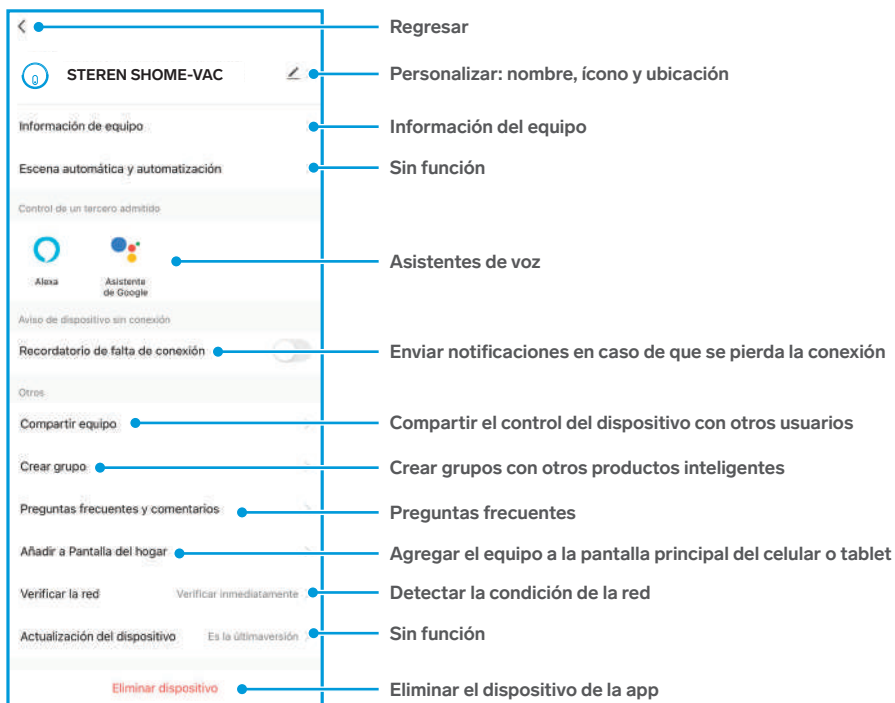 Regresar
STEREN SHOME-VAC
Personalizar: nombre, ícono y ubicación
Información de equipo
Información del equipo
Escena automática y automatización
Sin función
Control de un tercero admitido
Alexa
Asistente
de Google
Asistentes de voz
Aviso de dispositivo sin conexión
Recordatorio de falta de conexión
Enviar notificaciones en caso de que se pierda la conexión
Otros
Compartir equipo
Compartir el control del dispositivo con otros usuarios
Crear grupo
Crear grupos con otros productos inteligentes
Preguntas frecuentes y comentarios
Preguntas frecuentes
Añadir a Pantalla del hogar
Agregar el equipo a la pantalla principal del celular o tablet
Verificar la red
Verificar inmediatamente
Detectar la condición de la red
Actualización del dispositivo
Es la últimaversión
Sin función
Eliminar dispositivo
Eliminar el dispositivo de la app